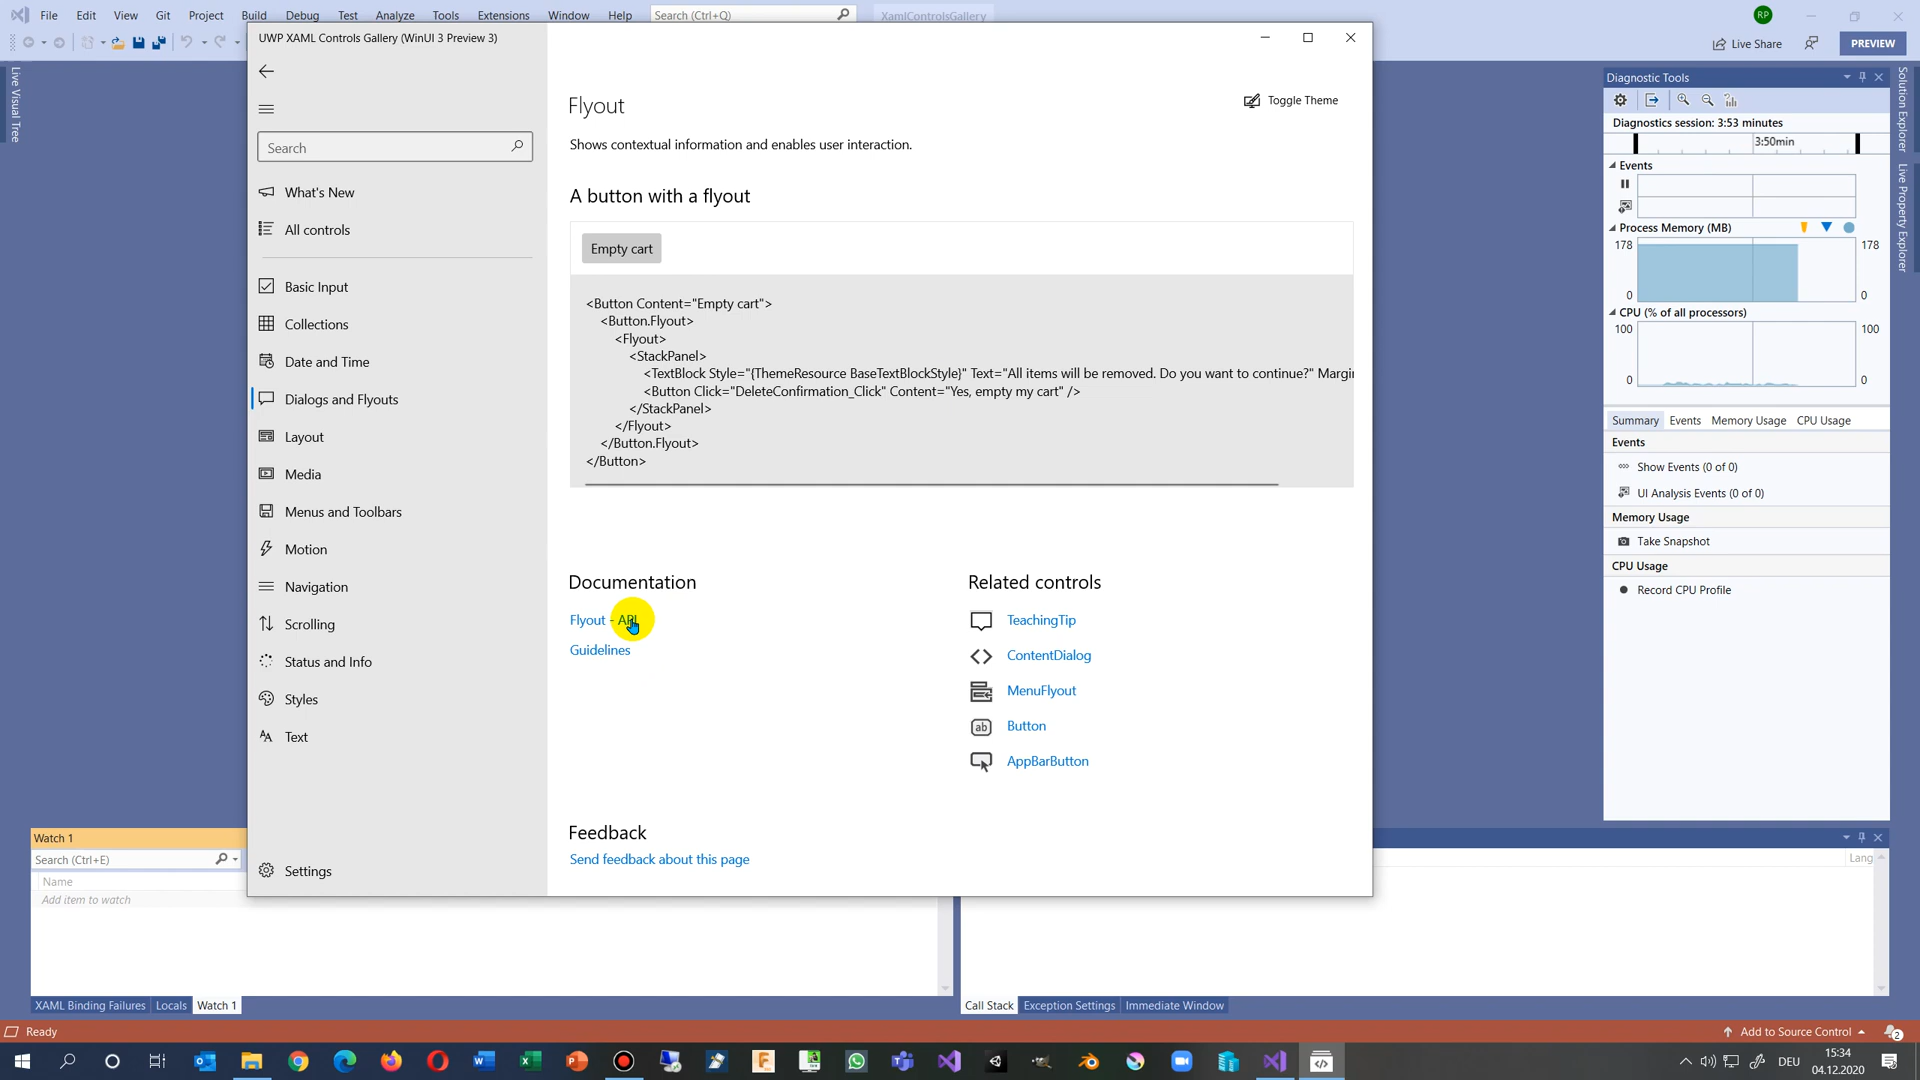 File Edit View Git Project Build Debug Test Analyze Tools Extensions Window Help Search (Ctrl+Q) XamlControlsGallery RP
Live Share PREVIEW
Live Visual Tree
UWP XAML Controls Gallery (WinUI 3 Preview 3)
Search
What's New
All controls
Basic Input
Collections
Date and Time
Dialogs and Flyouts
Layout
Media
Menus and Toolbars
Motion
Navigation
Scrolling
Status and Info
Styles
Text
Settings
Flyout
Toggle Theme
Shows contextual information and enables user interaction.
A button with a flyout
Empty cart
<Button Content="Empty cart">
<Button.Flyout>
<Flyout>
<StackPanel>
<TextBlock Style="{ThemeResource BaseTextBlockStyle}" Text="All items will be removed. Do you want to continue?" Margi
<Button Click="DeleteConfirmation_Click" Content="Yes, empty my cart" />
</StackPanel>
</Flyout>
</Button.Flyout>
</Button>
Documentation
Flyout - API
Guidelines
Related controls
TeachingTip
ContentDialog
MenuFlyout
ab Button
AppBarButton
Feedback
Send feedback about this page
Diagnostic Tools
Diagnostics session: 3:53 minutes
3:50min
Events
Process Memory (MB)
178 178
0 0
CPU (% of all processors)
100 100
0 0
Summary Events Memory Usage CPU Usage
Events
Show Events (0 of 0)
UI Analysis Events (0 of 0)
Memory Usage
Take Snapshot
CPU Usage
Record CPU Profile
Solution Explorer
Live Property Explorer
Watch 1
Search (Ctrl+E)
Name
Add item to watch
Lang
XAML Binding Failures Locals Watch 1
Call Stack Exception Settings Immediate Window
Ready
Add to Source Control 2
DEU 15:34
04.12.2020